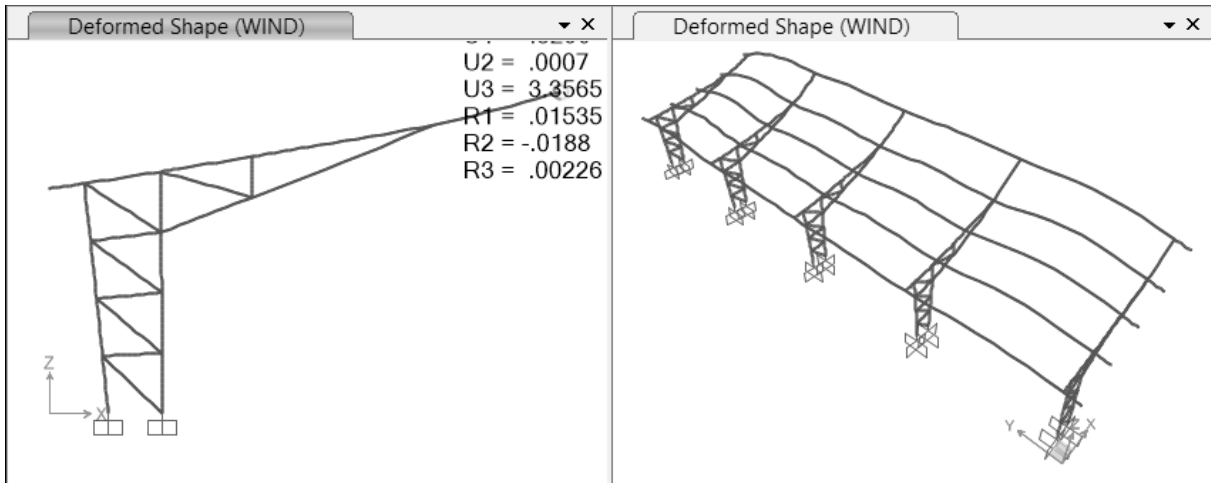 Deformed Shape (WIND)
U2 = .0007
U3 = 3.3565
R1 = .01535
R2 = -.0188
R3 = .00226
Z
X
Deformed Shape (WIND)
Y
Z
X